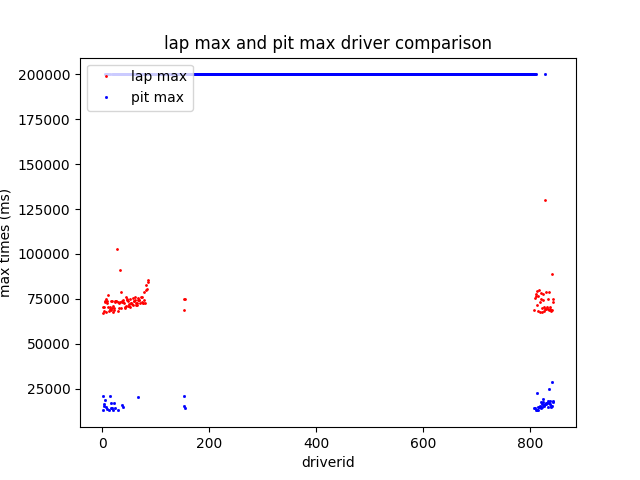 lap max and pit max driver comparison
200000
175000
150000
125000
100000
75000
50000
25000
max times (ms)
lap max
pit max
0
200
400
600
800
driverid